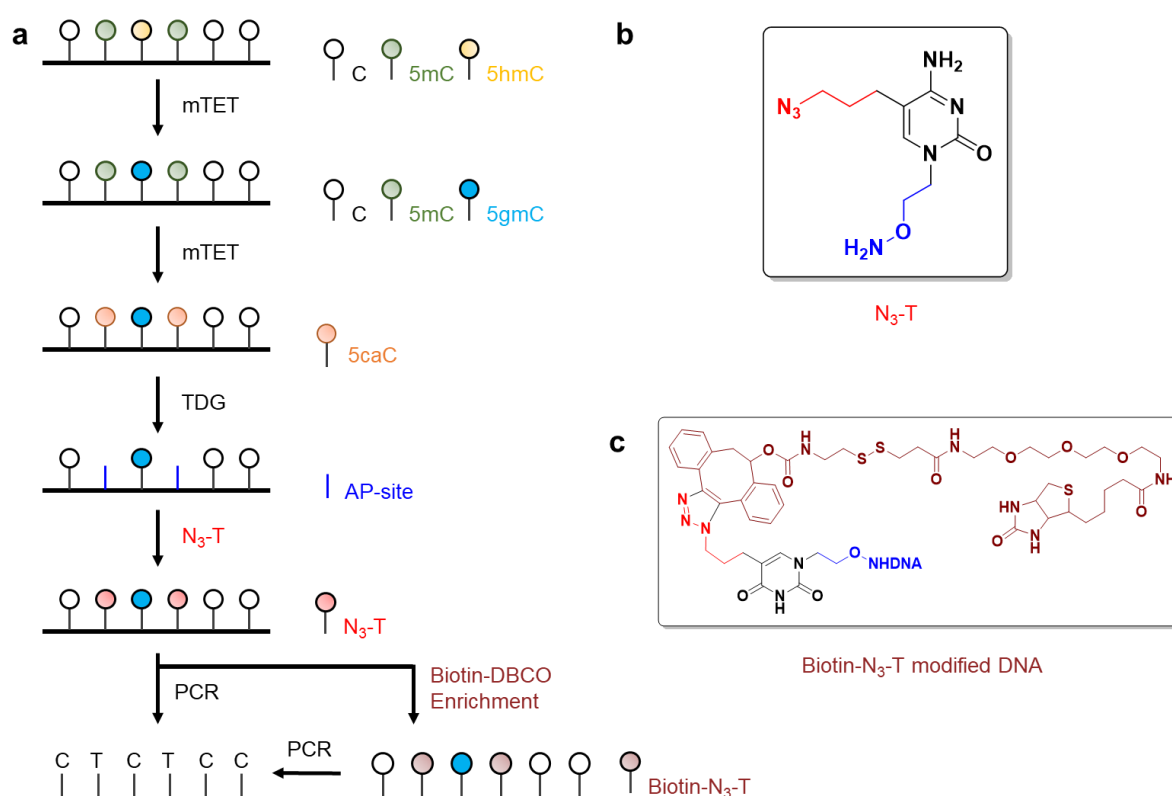 a
C
5mC
5hmC
mTET
C
5mC
5gmC
mTET
5caC
TDG
AP-site
N₃-T
N₃-T
PCR
Biotin-DBCO
Enrichment
C T C T C C
PCR
Biotin-N₃-T
b
NH₂
N₃
N
N
O
O
H₂N
N₃-T
c
H
O N
O
S
S
O
H
N
O
O
O
NH
O
S
HN
O
N
H
N
N
N
N
O
NHDNA
O
NH
O
Biotin-N₃-T modified DNA